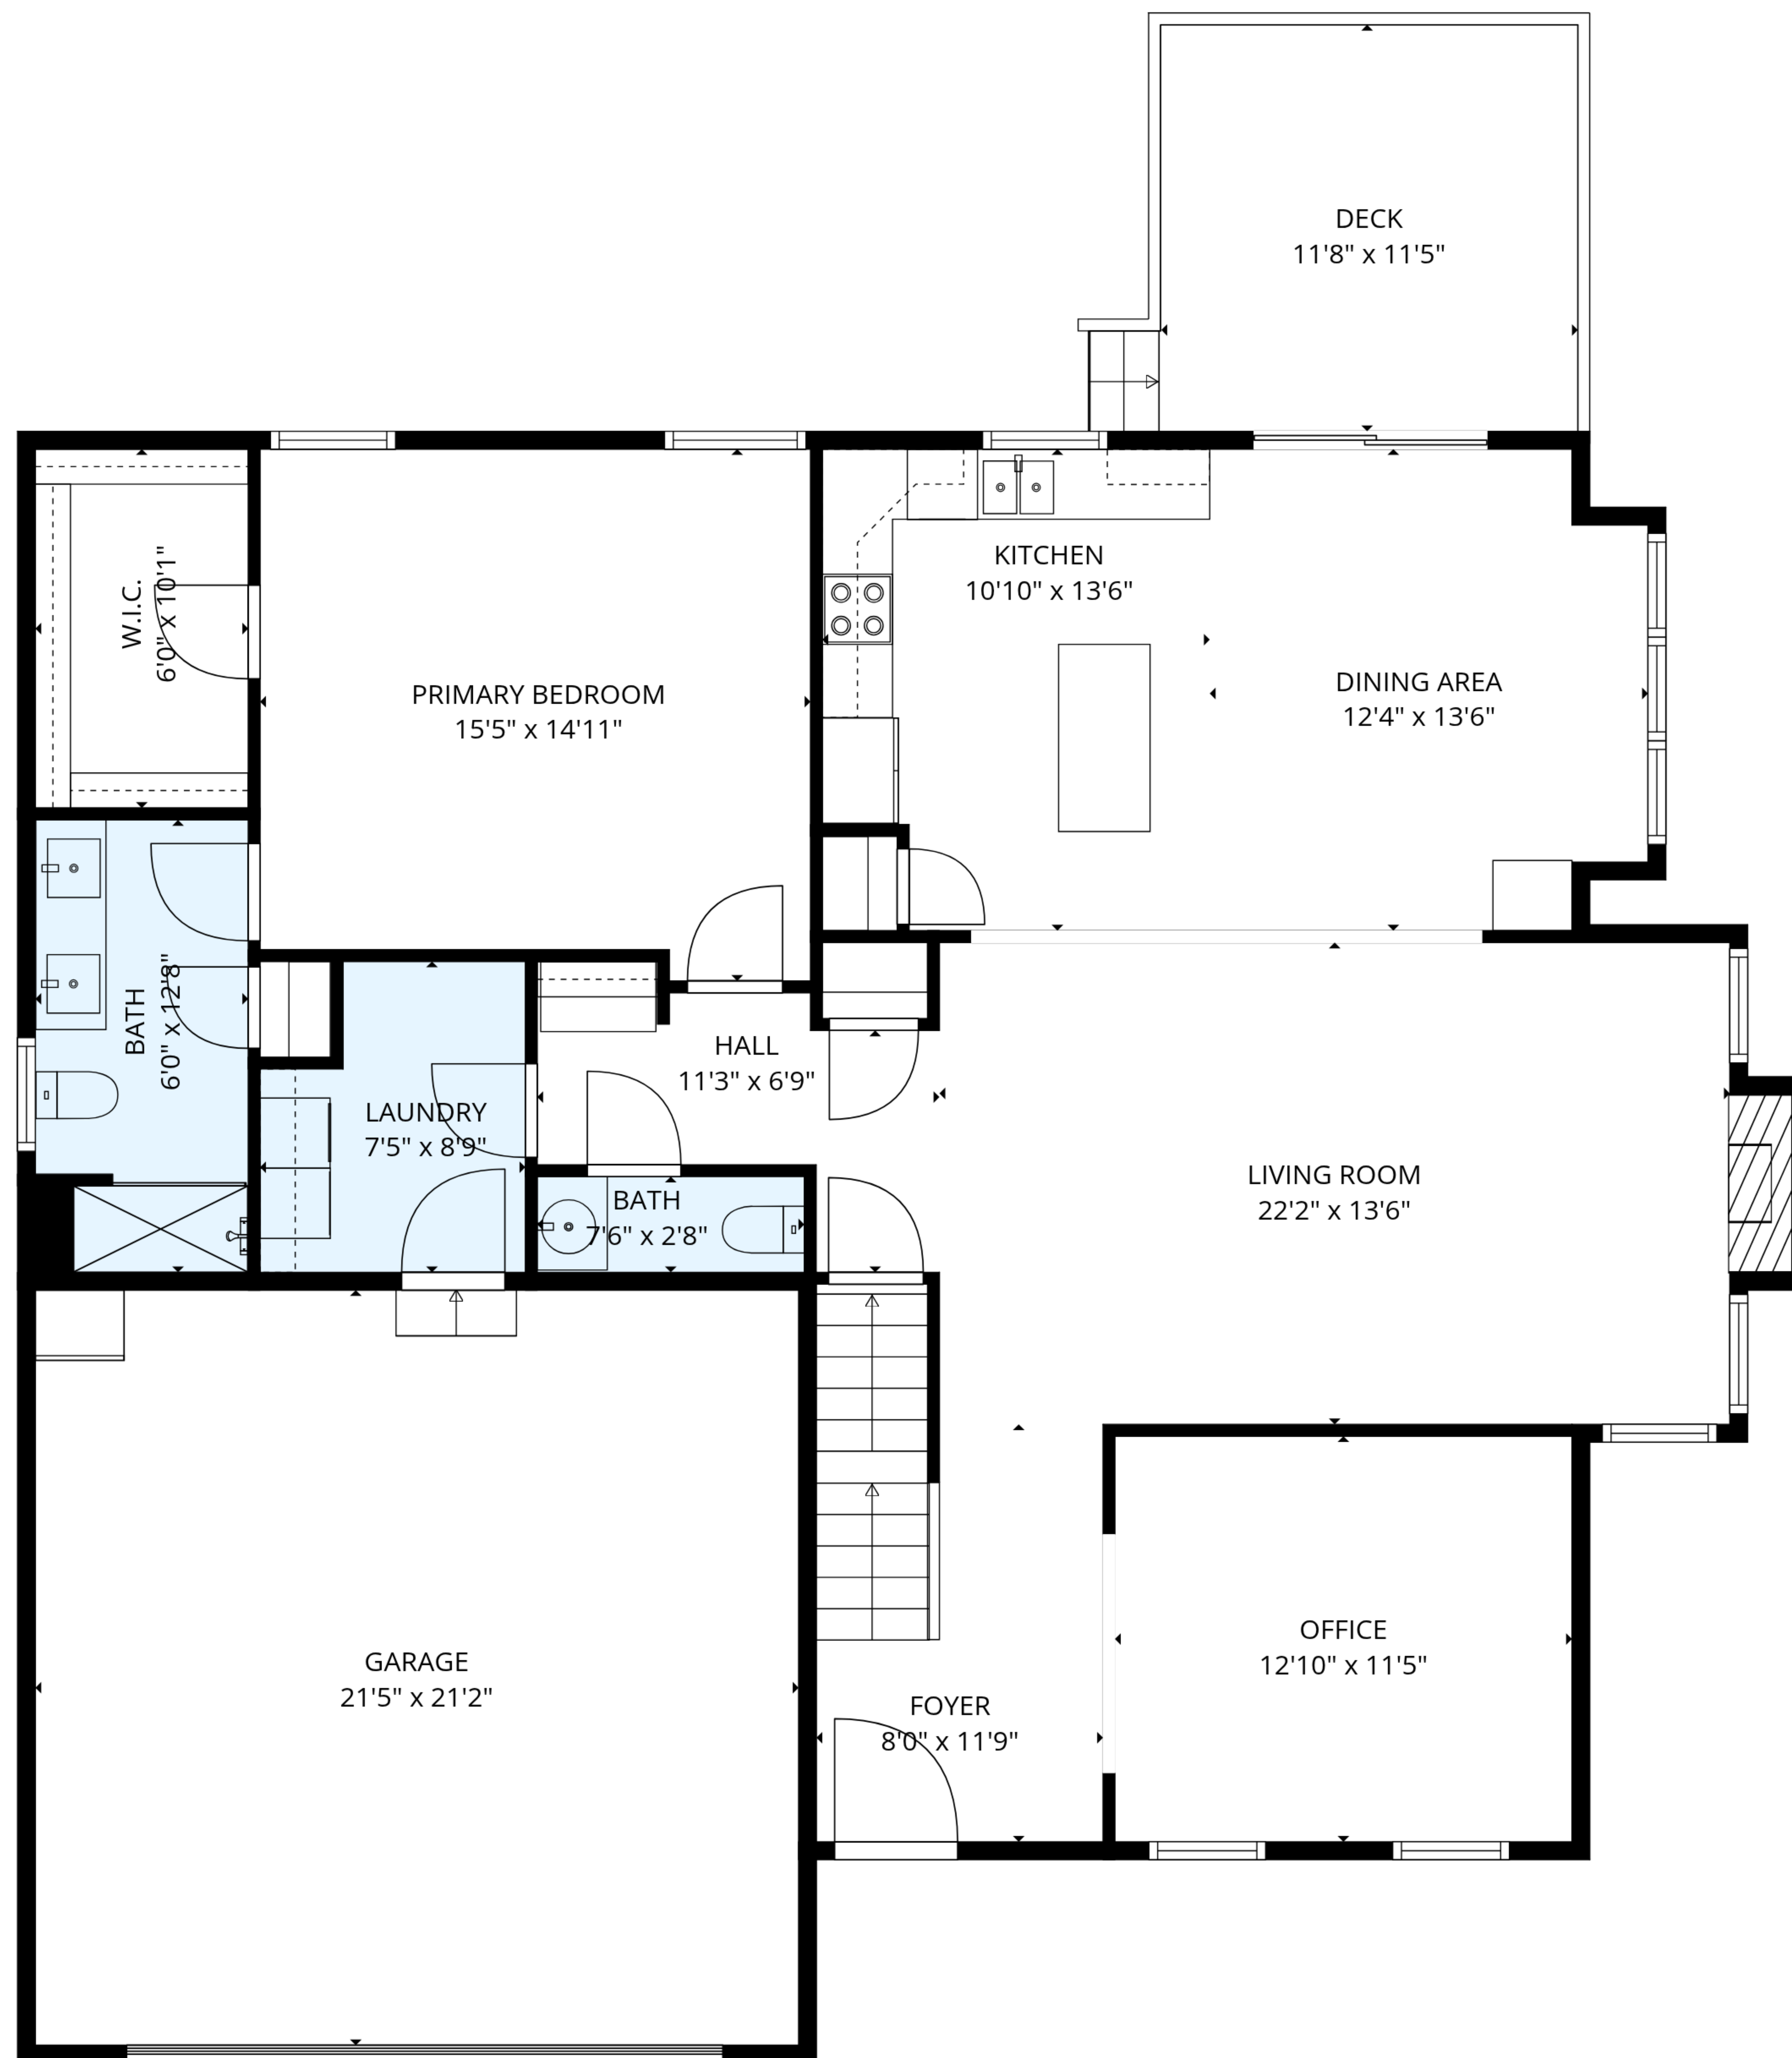 DECK
11'8" x 11'5"
KITCHEN
10'10" x 13'6"
W.I.C.
6'0" x 10'1"
PRIMARY BEDROOM
15'5" x 14'11"
DINING AREA
12'4" x 13'6"
BATH
6'0" x 12'8"
HALL
11'3" x 6'9"
LAUNDRY
7'5" x 8'9"
BATH
7'6" x 2'8"
LIVING ROOM
22'2" x 13'6"
GARAGE
21'5" x 21'2"
OFFICE
12'10" x 11'5"
FOYER
8'0" x 11'9"